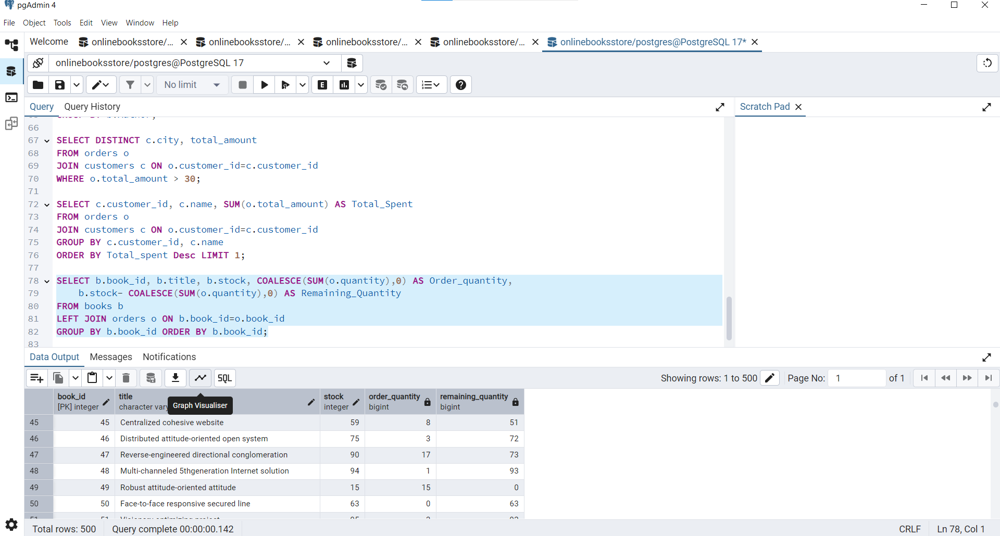 pgAdmin 4
File Object Tools Edit View Window Help
Welcome onlinebooksstore/... onlinebooksstore/... onlinebooksstore/... onlinebooksstore/... onlinebooksstore/postgres@PostgreSQL 17*
onlinebooksstore/postgres@PostgreSQL 17
No limit E
Query Query History Scratch Pad
66
67 SELECT DISTINCT c.city, total_amount
68 FROM orders o
69 JOIN customers c ON o.customer_id=c.customer_id
70 WHERE o.total_amount > 30;
71
72 SELECT c.customer_id, c.name, SUM(o.total_amount) AS Total_Spent
73 FROM orders o
74 JOIN customers c ON o.customer_id=c.customer_id
75 GROUP BY c.customer_id, c.name
76 ORDER BY Total_spent Desc LIMIT 1;
77
78 SELECT b.book_id, b.title, b.stock, COALESCE(SUM(o.quantity),0) AS Order_quantity,
79 b.stock- COALESCE(SUM(o.quantity),0) AS Remaining_Quantity
80 FROM books b
81 LEFT JOIN orders o ON b.book_id=o.book_id
82 GROUP BY b.book_id ORDER BY b.book_id;
83
Data Output Messages Notifications
SQL Showing rows: 1 to 500 Page No: 1 of 1
book_id title stock order_quantity remaining_quantity
[PK] integer character vary integer bigint bigint
Graph Visualiser
45 45 Centralized cohesive website 59 8 51
46 46 Distributed attitude-oriented open system 75 3 72
47 47 Reverse-engineered directional conglomeration 90 17 73
48 48 Multi-channeled 5thgeneration Internet solution 94 1 93
49 49 Robust attitude-oriented attitude 15 15 0
50 50 Face-to-face responsive secured line 63 0 63
Total rows: 500 Query complete 00:00:00.142 CRLF Ln 78, Col 1